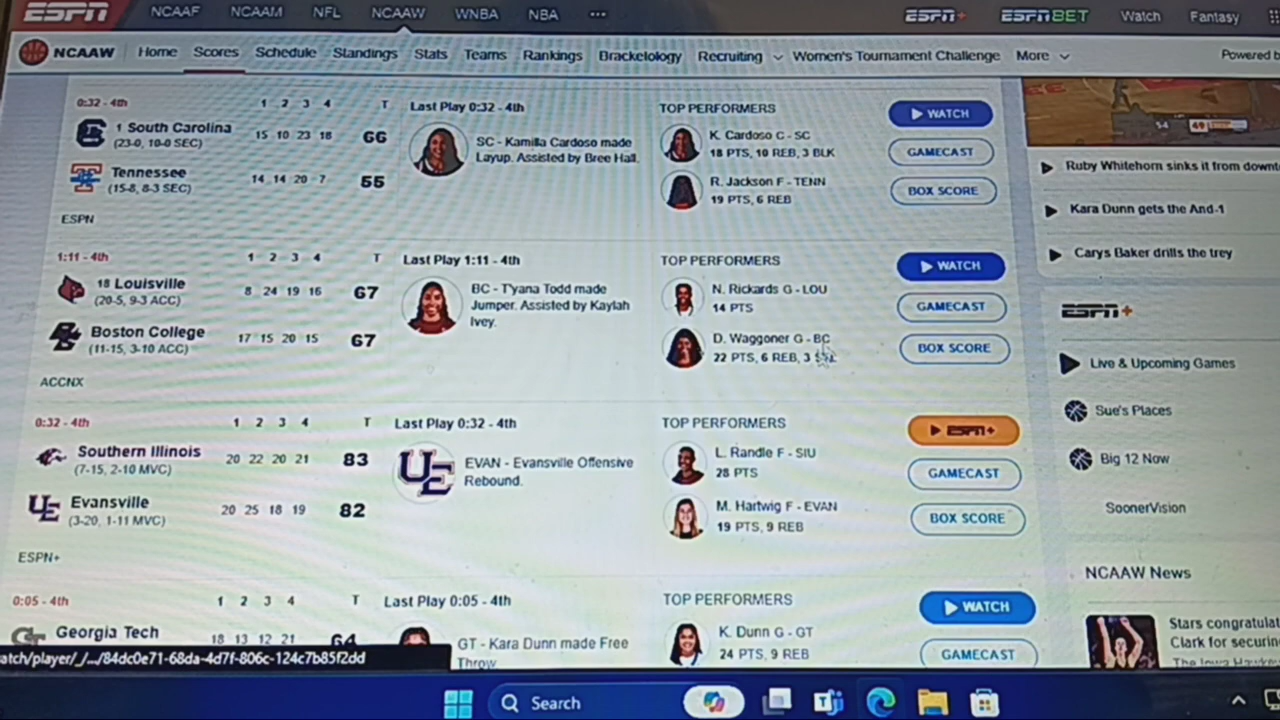 ESPN NCAAF NCAAM NFL NCAAW WNBA NBA ... ESPN+ ESPN BET Watch Fantasy
NCAAW Home Scores Schedule Standings Stats Teams Rankings Bracketology Recruiting Women's Tournament Challenge More Powered b
0:32 - 4th 1 2 3 4 T
1 South Carolina 15 10 23 18 66
(23-0, 10-0 SEC)
Tennessee 14 14 20 7 55
(15-8, 8-3 SEC)
ESPN
Last Play 0:32 - 4th
SC - Kamilla Cardoso made
Layup. Assisted by Bree Hall.
TOP PERFORMERS
K. Cardoso C - SC
18 PTS, 10 REB, 3 BLK
R. Jackson F - TENN
19 PTS, 6 REB
WATCH
GAMECAST
BOX SCORE
1:11 - 4th 1 2 3 4 T
18 Louisville 8 24 19 16 67
(20-5, 9-3 ACC)
Boston College 17 15 20 15 67
(11-15, 3-10 ACC)
ACCNX
Last Play 1:11 - 4th
BC - T'yana Todd made
Jumper. Assisted by Kaylah
Ivey.
TOP PERFORMERS
N. Rickards G - LOU
14 PTS
D. Waggoner G - BC
22 PTS, 6 REB, 3
WATCH
GAMECAST
BOX SCORE
0:32 - 4th 1 2 3 4 T
Southern Illinois 20 22 20 21 83
(7-15, 2-10 MVC)
UE Evansville 20 25 18 19 82
(3-20, 1-11 MVC)
ESPN+
Last Play 0:32 - 4th
UE
EVAN - Evansville Offensive
Rebound.
TOP PERFORMERS
L. Randle F - SIU
28 PTS
M. Hartwig F - EVAN
19 PTS, 9 REB
ESPN+
GAMECAST
BOX SCORE
0:05 - 4th 1 2 3 4 T
GT Georgia Tech 18 13 12 21 64
Last Play 0:05 - 4th
GT - Kara Dunn made Free
Throw
TOP PERFORMERS
K. Dunn G - GT
24 PTS, 9 REB
WATCH
GAMECAST
49
Ruby Whitehorn sinks it from downt
Kara Dunn gets the And-1
Carys Baker drills the trey
ESPN+
Live & Upcoming Games
Sue's Places
Big 12 Now
SoonerVision
NCAAW News
Stars congratulat
Clark for securin
The Iowa Hawke
atch/player/_/.../84dc0e71-68da-4d7f-806c-124c7b85f2dd
Search